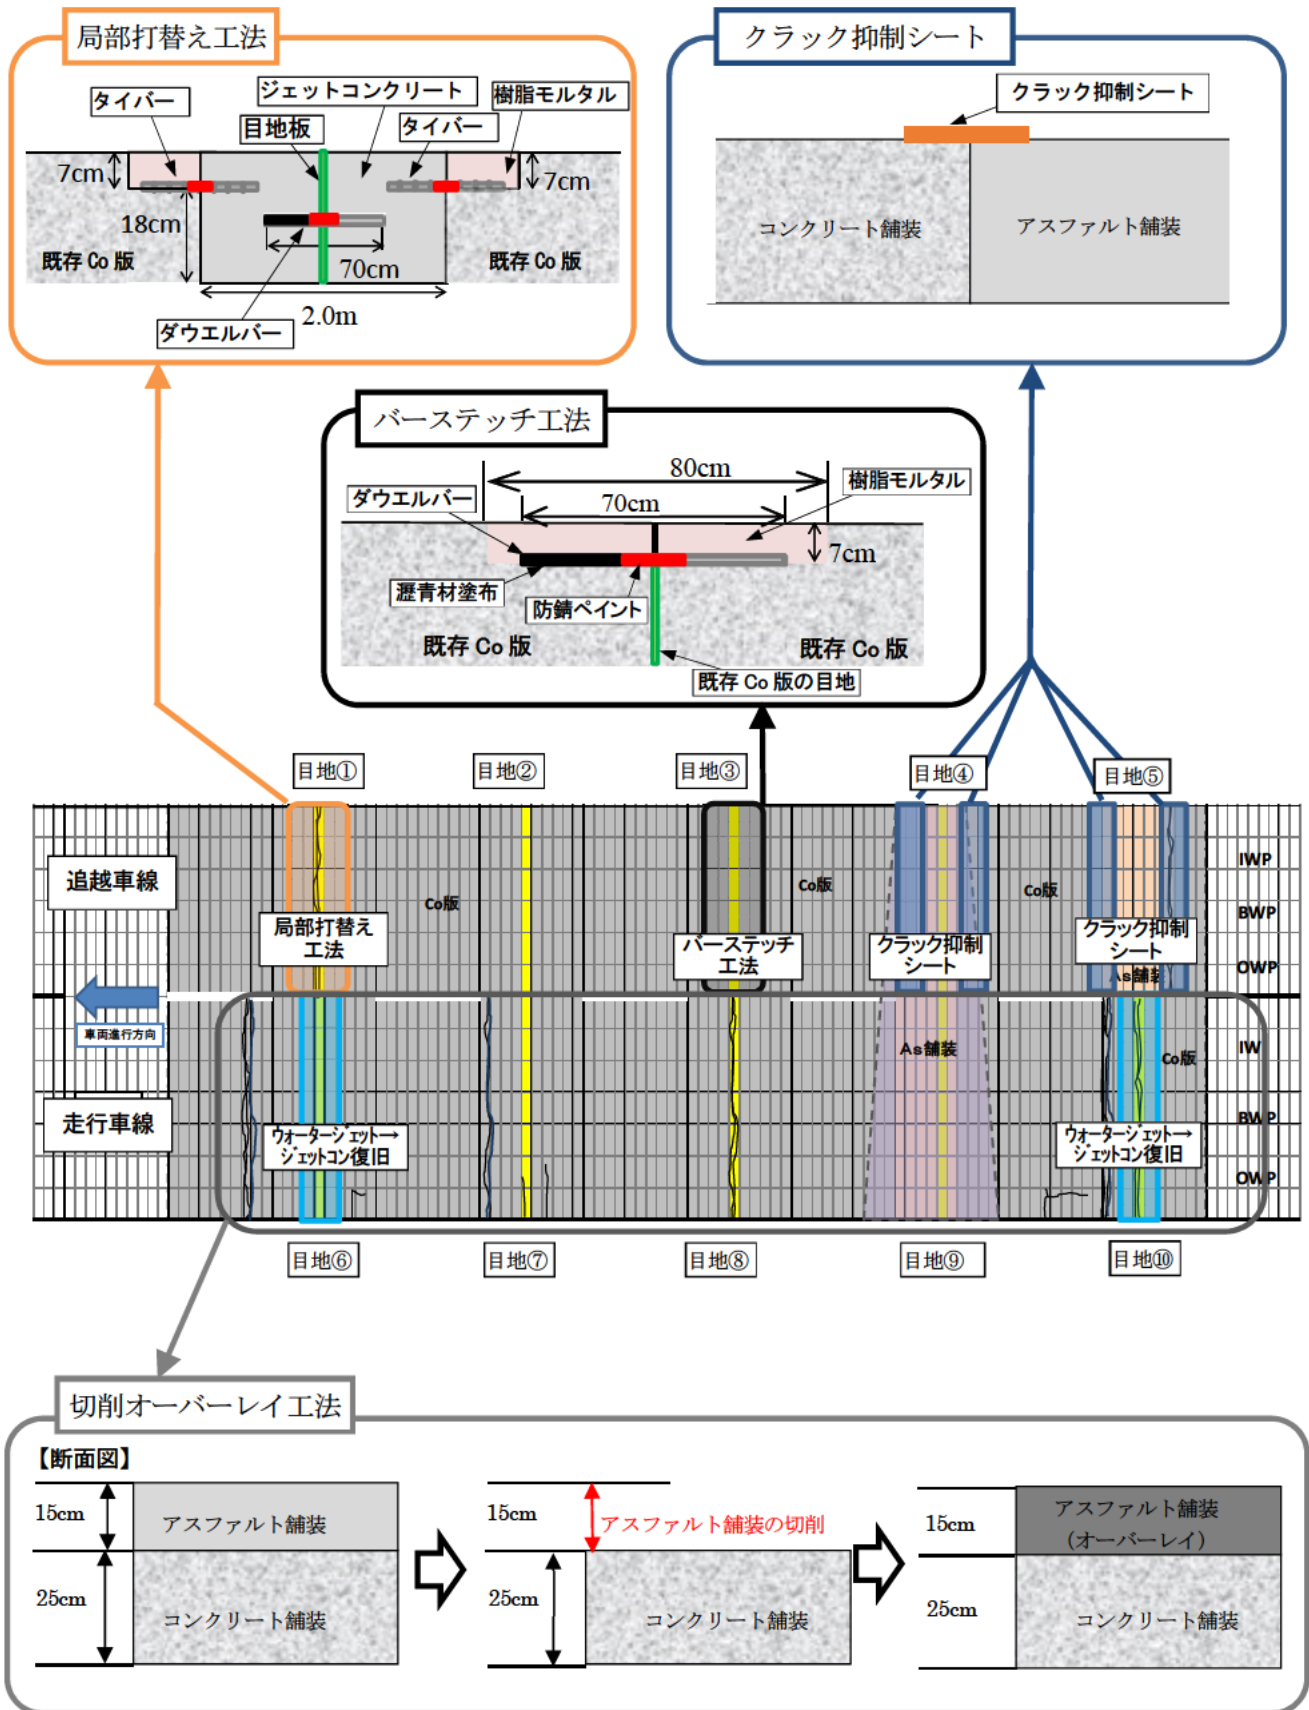 局部打替え工法
タイバー
ジェットコンクリート
樹脂モルタル
目地板
タイバー
7cm
7cm
18cm
既存 Co 版
70cm
既存 Co 版
2.0m
ダウエルバー
クラック抑制シート
クラック抑制シート
コンクリート舗装
アスファルト舗装
バーステッチ工法
80cm
ダウエルバー
70cm
樹脂モルタル
7cm
瀝青材塗布
防錆ペイント
既存 Co 版
既存 Co 版
既存 Co 版の目地
目地①
目地②
目地③
目地④
目地⑤
追越車線
Co版
Co版
Co版
IWP
BWP
OWP
局部打替え
工法
バーステッチ
工法
クラック抑制
シート
クラック抑制
シート
As舗装
車両進行方向
As舗装
Co版
IW
BWP
OWP
走行車線
ウォータージェット→
ジェットコン復旧
ウォータージェット→
ジェットコン復旧
目地⑥
目地⑦
目地⑧
目地⑨
目地⑩
切削オーバーレイ工法
【断面図】
15cm
アスファルト舗装
25cm
コンクリート舗装
15cm
アスファルト舗装の切削
25cm
コンクリート舗装
15cm
アスファルト舗装
（オーバーレイ）
25cm
コンクリート舗装